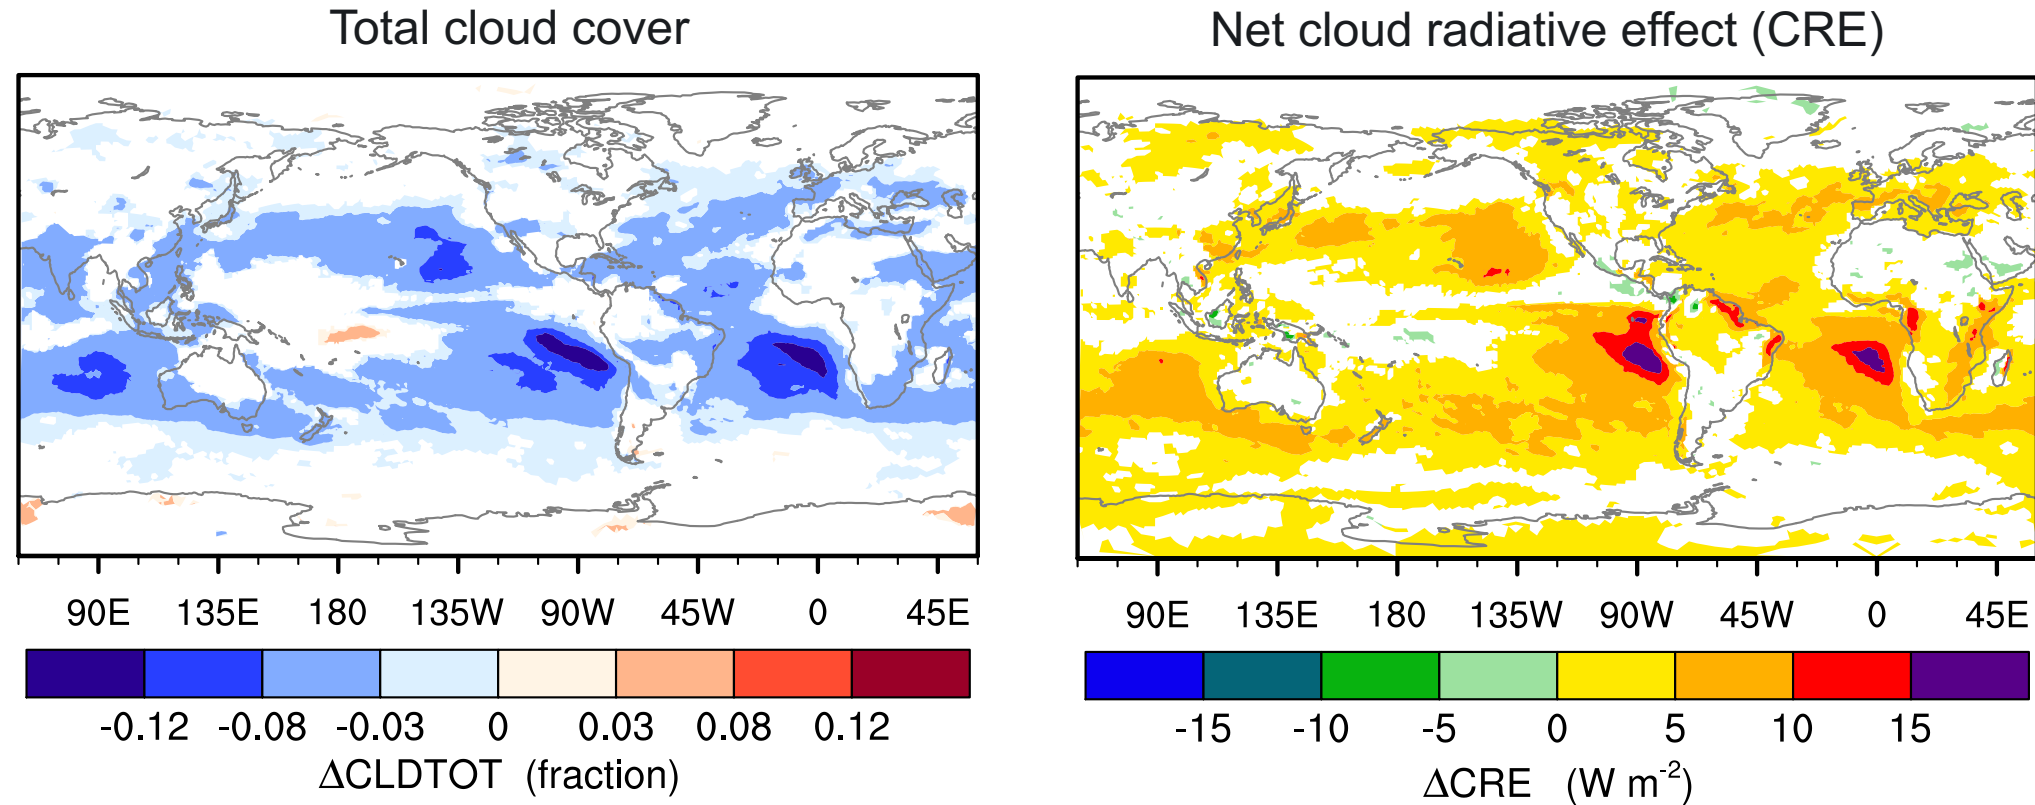 Total cloud cover
Net cloud radiative effect (CRE)
90E 135E 180 135W 90W 45W 0 45E
90E 135E 180 135W 90W 45W 0 45E
-0.12 -0.08 -0.03 0 0.03 0.08 0.12
-15 -10 -5 0 5 10 15
ΔCLDTOT (fraction)
ΔCRE (W m⁻²)